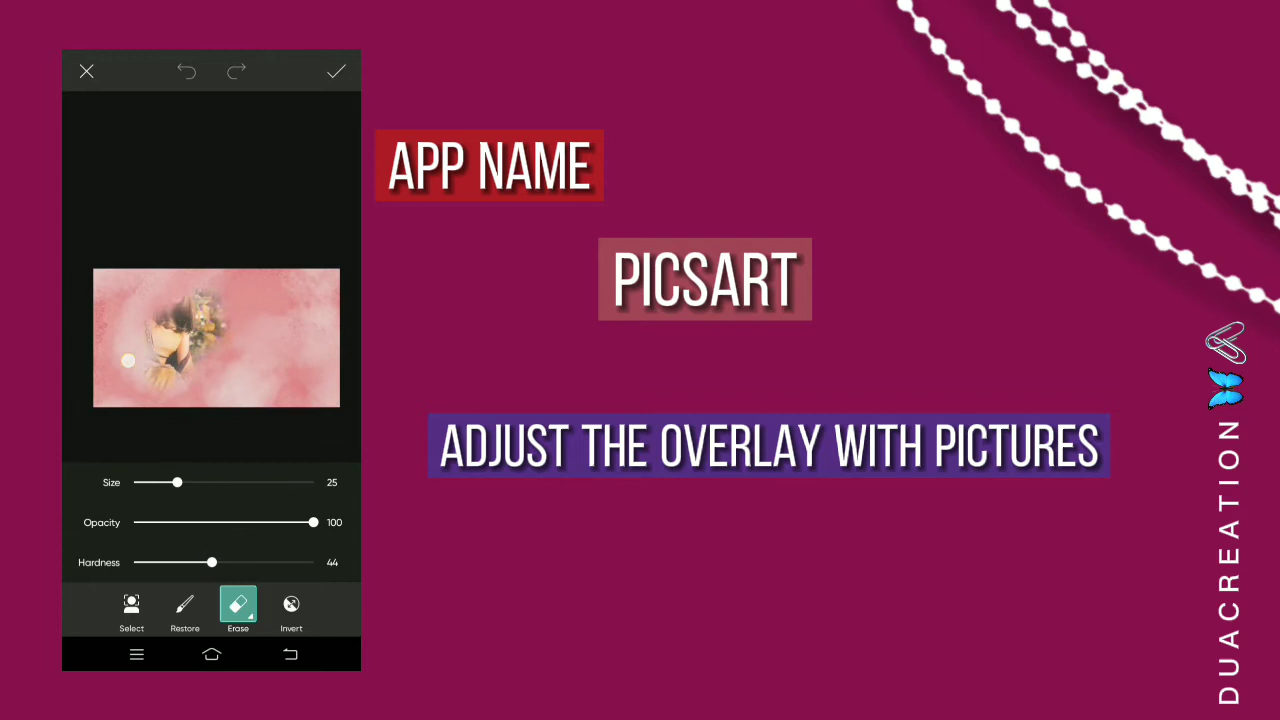 APP NAME
PICSART
ADJUST THE OVERLAY WITH PICTURES
Size 25
Opacity 100
Hardness 44
Select Restore Erase Invert
DUACREATION